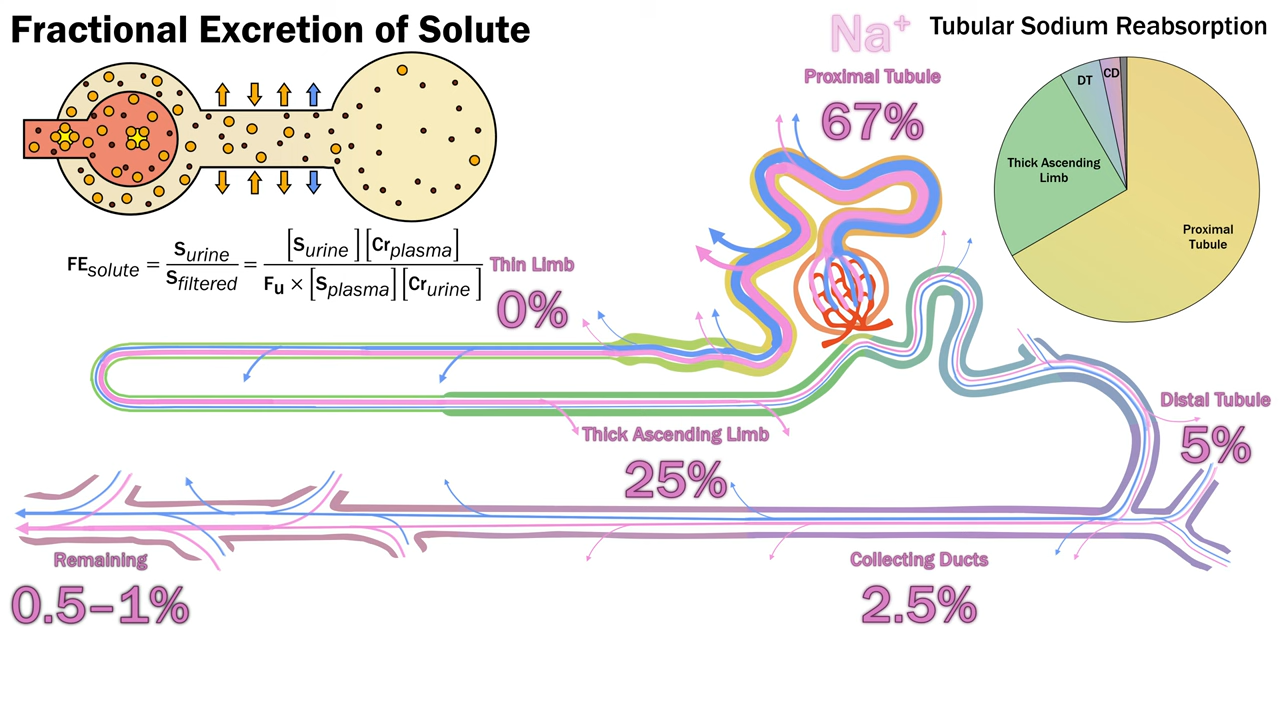 Fractional Excretion of Solute
Na⁺
Tubular Sodium Reabsorption
Proximal Tubule
67%
DT
CD
Thick Ascending
Limb
Proximal
Tubule
FEsolute = Surine / Sfiltered = [Surine] [Crplasma] / Fu × [Splasma] [Crurine]
Thin Limb
0%
Thick Ascending Limb
25%
Distal Tubule
5%
Remaining
0.5–1%
Collecting Ducts
2.5%